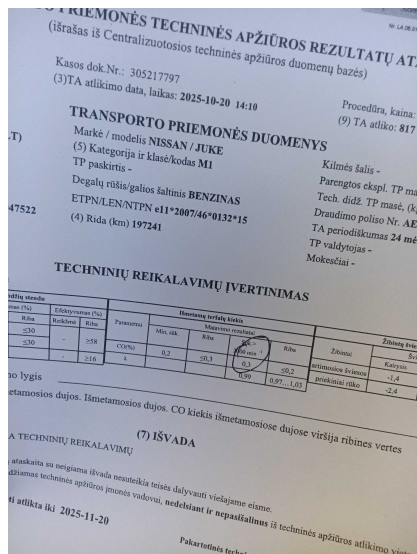 Nr. LA.08.01
PRIEMONĖS TECHNINĖS APŽIŪROS REZULTATŲ
(išrašas iš Centralizuotosios techninės apžiūros duomenų bazės)
Kasos dok.Nr.: 305217797
(3)TA atlikimo data, laikas: 2025-10-20 14:10
Procedūra, kaina:
(9) TA atliko: 817
TRANSPORTO PRIEMONĖS DUOMENYS
Markė / modelis NISSAN / JUKE
(5) Kategorija ir klasė/kodas M1
TP paskirtis -
Degalų rūšis/galios šaltinis BENZINAS
ETPN/LEN/NTPN e11*2007/46*0132*15
47522
(4) Rida (km) 197241
Kilmės šalis -
Parengtos ekspl. TP ma
Tech. didž. TP masė, (k
Draudimo poliso Nr. AE
TA periodiškumas 24 mė
TP valdytojas -
Mokesčiai -
TECHNINIŲ REIKALAVIMŲ ĮVERTINIMAS
stendu
Efektyvumas (%)
Išmetamų teršalų kiekis
Riba Reikšmė Riba Parametrai Min. sūk. Matavimo rezultatai Riba Riba
≤30 - ≥58 CO(%) 0,2 ≤0,3 0,3 ≤0,2
≤30
- ≥16 λ 0,99 0,97...1,03
Žibintai Kairysis
artimosios šviesos -1,4
priekiniai rūko -2,4
lygis
etamosios dujos. Išmetamosios dujos. CO kiekis išmetamosiose dujose viršija ribines vertes
(7) IŠVADA
A TECHNINIŲ REIKALAVIMŲ
ataskaita su neigiama išvada nesuteikia teisės dalyvauti viešajame eisme.
džiamas techninės apžiūros įmonės vadovui, nedelsiant ir nepasišalinus iš techninės apžiūros atlikimo
ti atlikta iki 2025-11-20
Pakartotinės